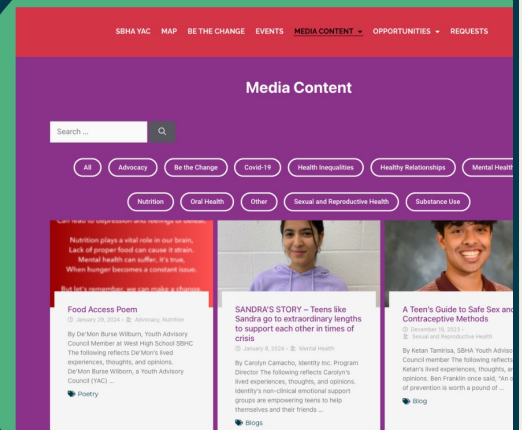 SBHA YAC MAP BE THE CHANGE EVENTS MEDIA CONTENT OPPORTUNITIES REQUESTS
Media Content
Search ...
All Advocacy Be the Change Covid-19 Health Inequalities Healthy Relationships Mental Health
Nutrition Oral Health Other Sexual and Reproductive Health Substance Use
Can lead to depression and feelings of defeat.
Nutrition plays a vital role in our brain,
Lack of proper food can cause it strain.
Mental health can suffer, it's true,
When hunger becomes a constant issue.
But let's remember, we can make a change.
Food Access Poem
January 29, 2024 - Advocacy, Nutrition
By De'Mon Burse Wilburn, Youth Advisory
Council Member at West High School SBHC
The following reflects De'Mon's lived
experiences, thoughts, and opinions.
De'Mon Burse Wilborn, a Youth Advisory
Council (YAC) ...
Poetry
SANDRA'S STORY – Teens like
Sandra go to extraordinary lengths
to support each other in times of
crisis
January 8, 2024 - Mental Health
By Carolyn Camacho, Identity Inc. Program
Director The following reflects Carolyn's
lived experiences, thoughts, and opinions.
Identity's non-clinical emotional support
groups are empowering teens to help
themselves and their friends ...
Blogs
A Teen's Guide to Safe Sex and
Contraceptive Methods
December 19, 2023 -
Sexual and Reproductive Health
By Ketan Tamirisa, SBHA Youth Adviso
Council member The following reflects
Ketan's lived experiences, thoughts, an
opinions. Ben Franklin once said, "An o
of prevention is worth a pound of ...
Blog